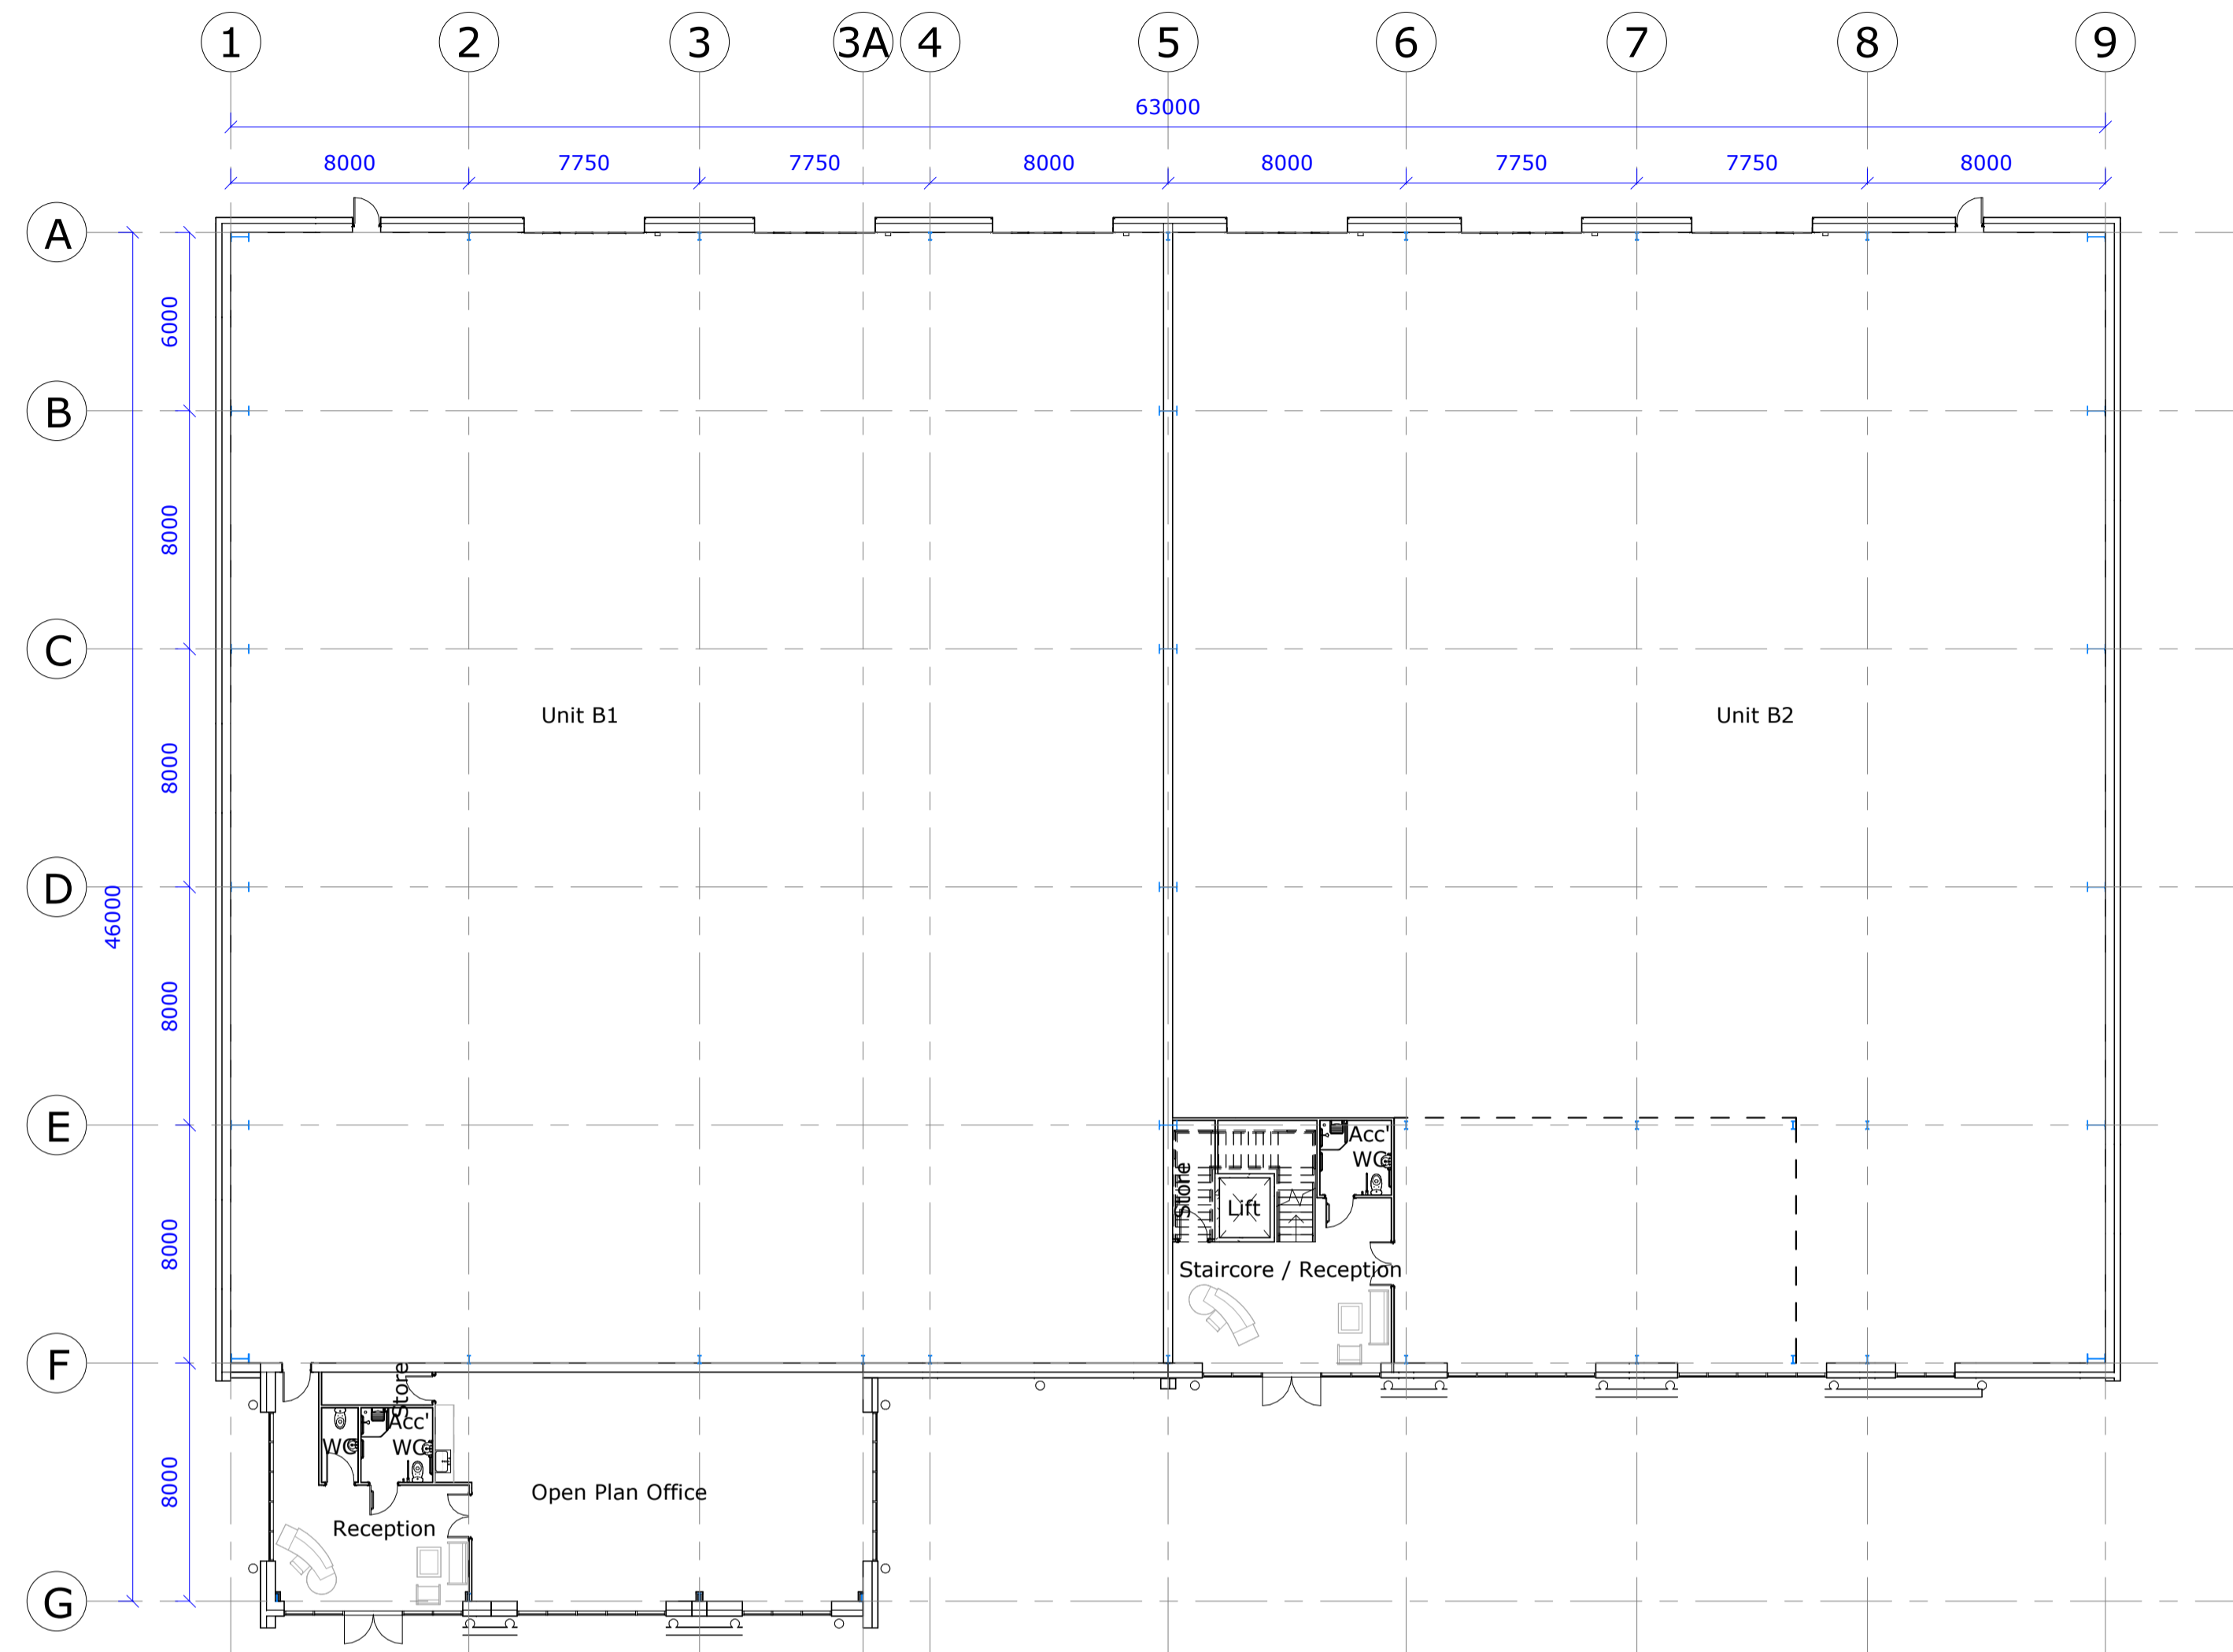 1 2 3 3A 4 5 6 7 8 9
63000
8000 7750 7750 8000 8000 7750 7750 8000
A
6000
B
8000
C
Unit B1 Unit B2
8000
D
46000
8000
E
Acc'
WC
Store
Lift
8000
Staircore / Reception
F
Store
Acc'
WC WC
8000
Open Plan Office
Reception
G